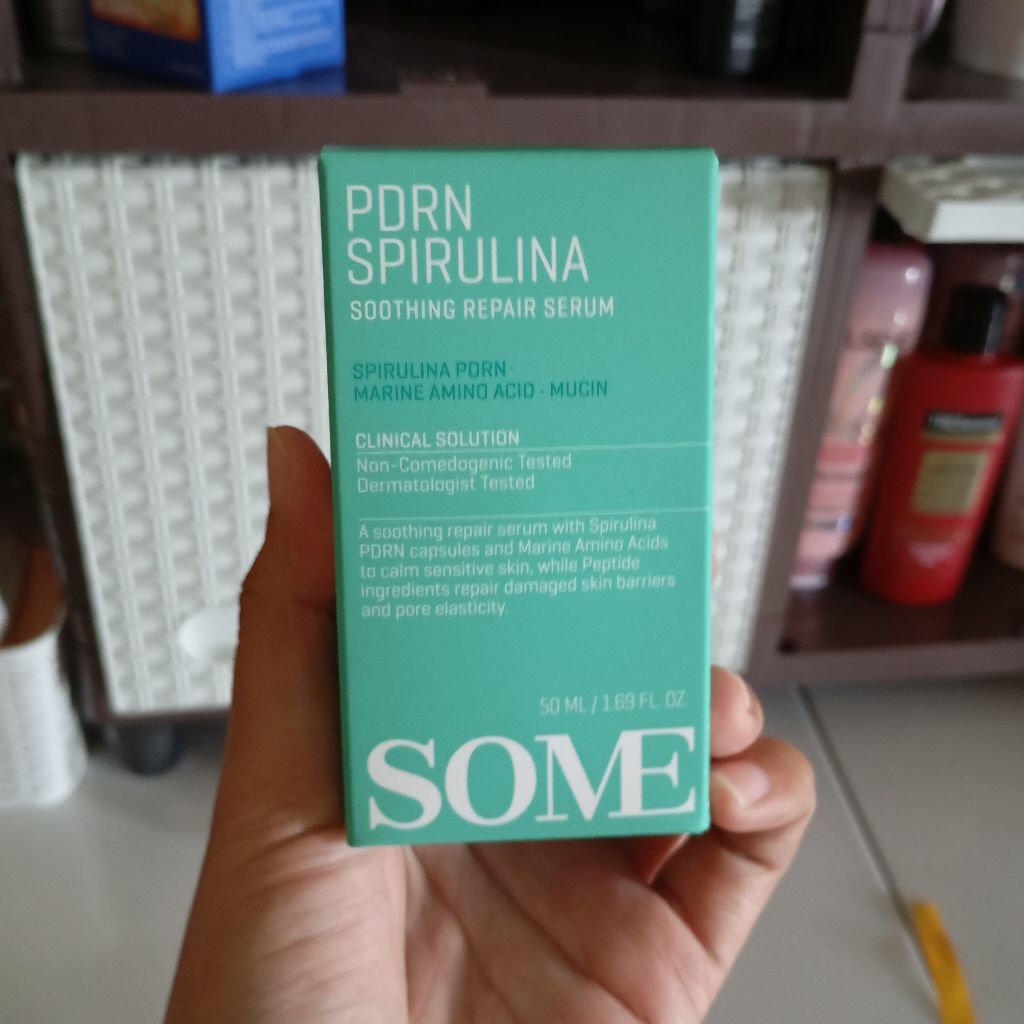 PDRN
SPIRULINA
SOOTHING REPAIR SERUM
SPIRULINA PDRN ·
MARINE AMINO ACID · MUCIN
CLINICAL SOLUTION
Non-Comedogenic Tested
Dermatologist Tested
A soothing repair serum with Spirulina
PDRN capsules and Marine Amino Acids
to calm sensitive skin, while Peptide
ingredients repair damaged skin barriers
and pore elasticity.
50 ML / 1.69 FL. OZ
SOME